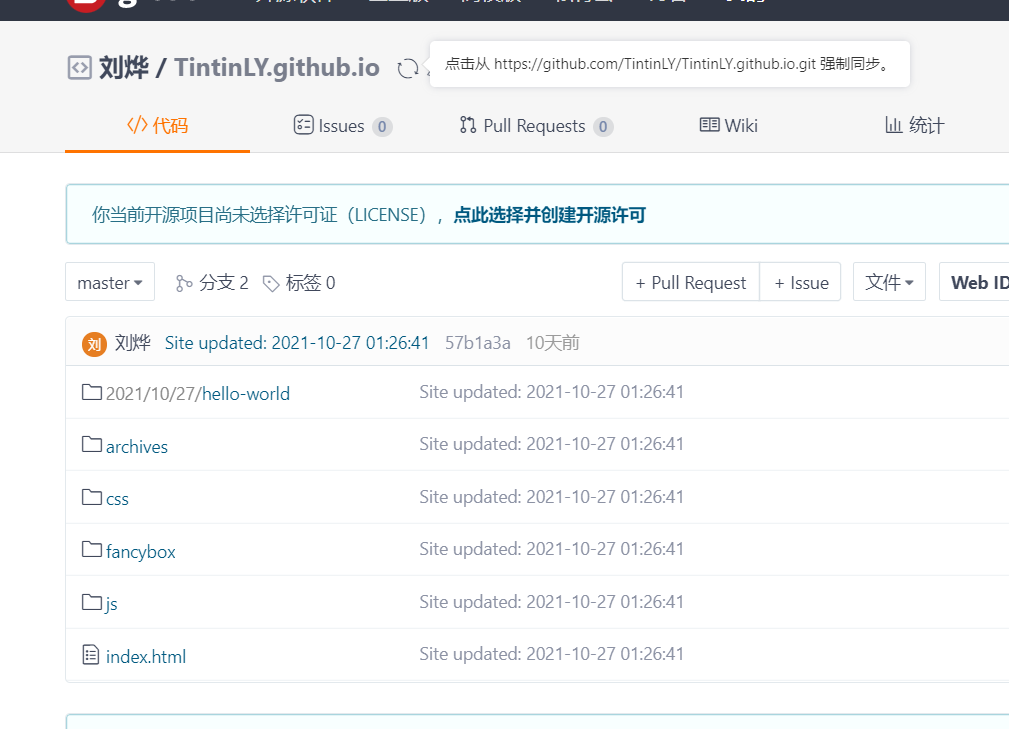 刘烨 / TintinLY.github.io
点击从 https://github.com/TintinLY/TintinLY.github.io.git 强制同步。
代码 Issues 0 Pull Requests 0 Wiki 统计
你当前开源项目尚未选择许可证（LICENSE），点此选择并创建开源许可
master 分支 2 标签 0 + Pull Request + Issue 文件 Web ID
刘 刘烨 Site updated: 2021-10-27 01:26:41 57b1a3a 10天前
2021/10/27/hello-world Site updated: 2021-10-27 01:26:41
archives Site updated: 2021-10-27 01:26:41
css Site updated: 2021-10-27 01:26:41
fancybox Site updated: 2021-10-27 01:26:41
js Site updated: 2021-10-27 01:26:41
index.html Site updated: 2021-10-27 01:26:41